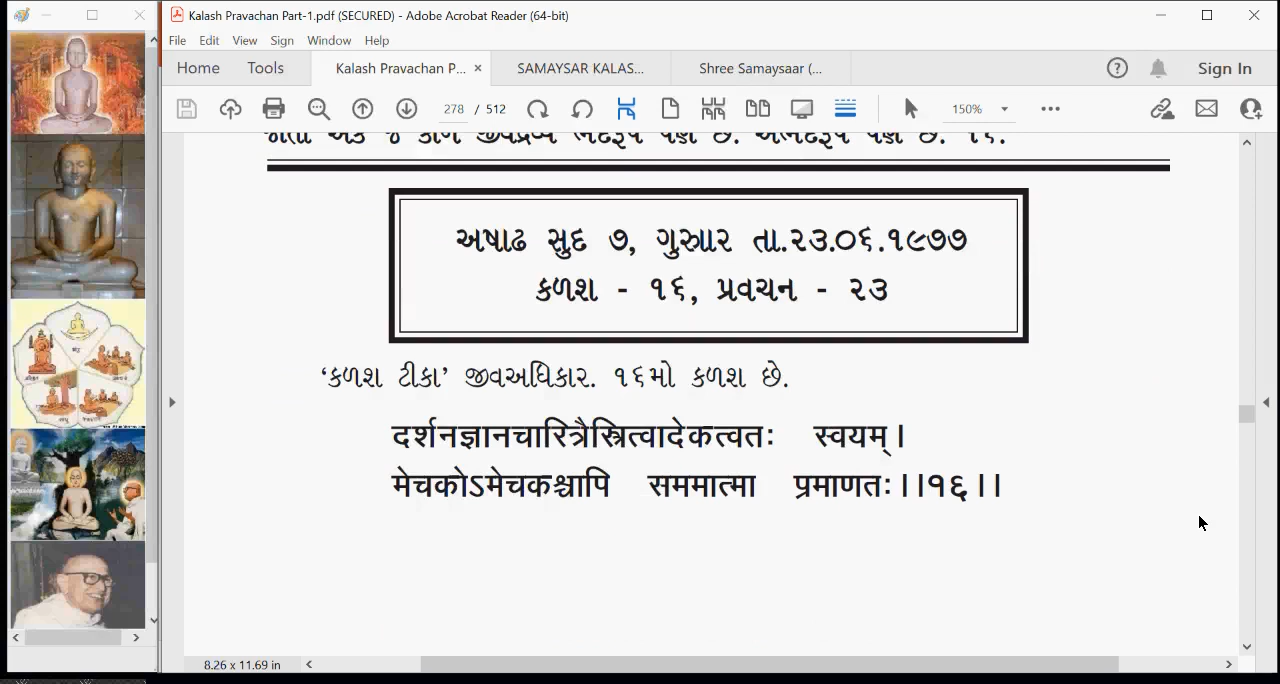 Kalash Pravachan Part-1.pdf (SECURED) - Adobe Acrobat Reader (64-bit)
File Edit View Sign Window Help
Home Tools Kalash Pravachan P... × SAMAYSAR KALAS... Shree Samaysaar (... Sign In
278 / 512 150%
અષાઢ સુદ ૭, ગુરુવાર તા.૨૩.૦૬.૧૯૭૭
કળશ - ૧૬, પ્રવચન - ૨૩
‘કળશ ટીકા’ જીવઅધિકાર. ૧૬મો કળશ છે.
दर्शनज्ञानचारित्रैस्त्रित्वादेकत्वतः स्वयम्।
मेचकोऽमेचकश्चापि सममात्मा प्रमाणतः।।१६।।
8.26 x 11.69 in